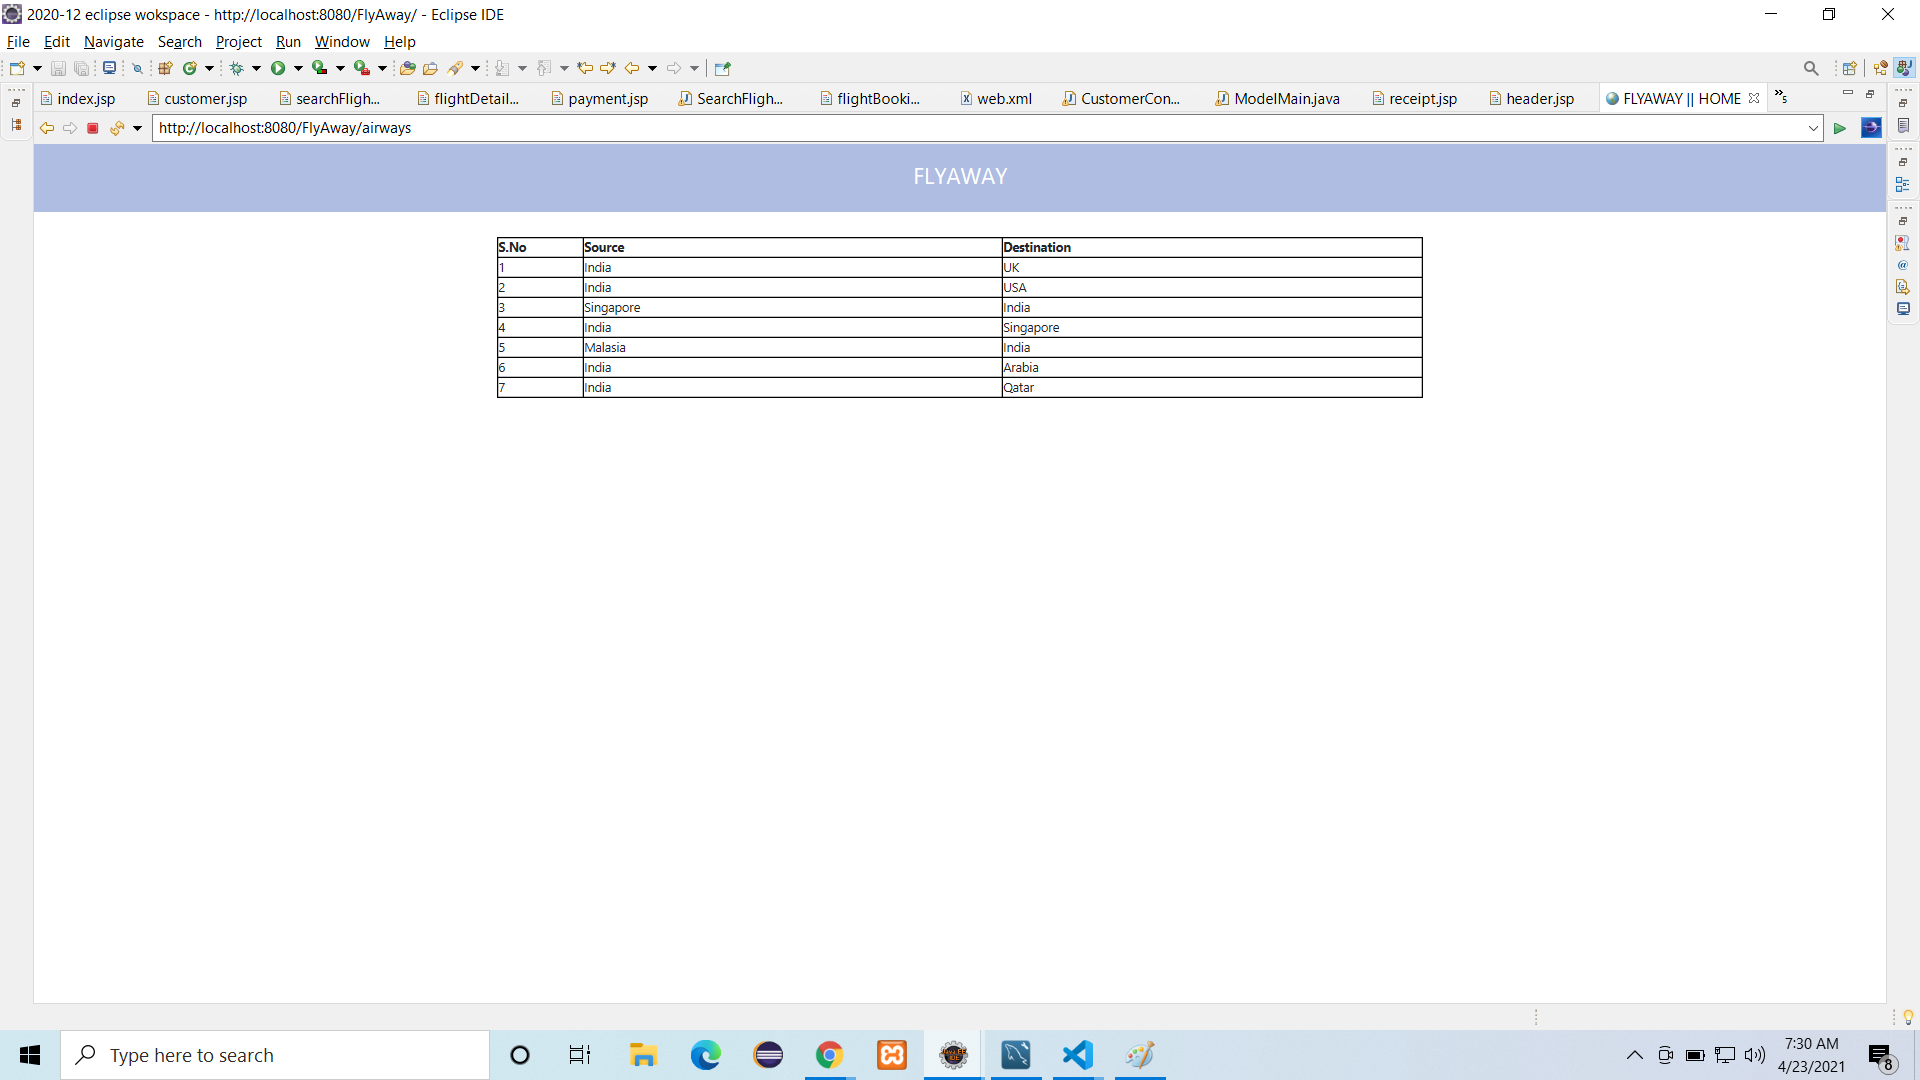 2020-12 eclipse wokspace - http://localhost:8080/FlyAway/ - Eclipse IDE
File Edit Navigate Search Project Run Window Help
index.jsp customer.jsp searchFligh... flightDetail... payment.jsp SearchFligh... flightBooki... web.xml CustomerCon... ModelMain.java receipt.jsp header.jsp FLYAWAY || HOME »5
http://localhost:8080/FlyAway/airways
FLYAWAY
S.No Source Destination
1 India UK
2 India USA
3 Singapore India
4 India Singapore
5 Malasia India
6 India Arabia
7 India Qatar
Type here to search
7:30 AM
4/23/2021
8